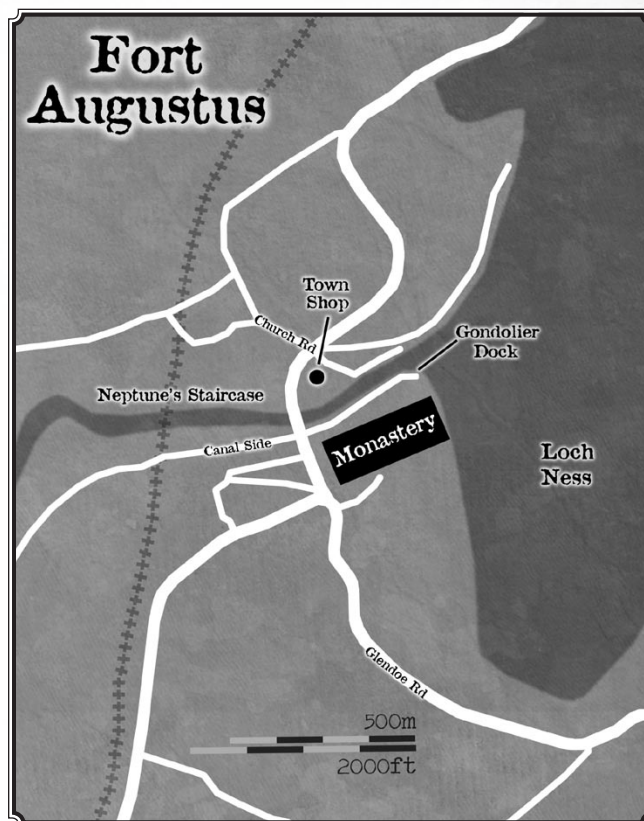 Fort
Augustus
Town
Shop
Church Rd
Gondolier
Dock
Neptune's Staircase
Canal Side
Monastery
Loch
Ness
Glendoe Rd
500m
2000ft